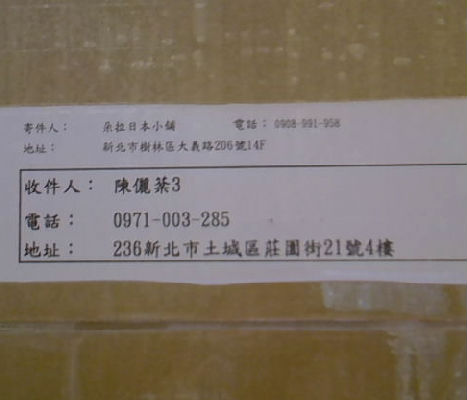 寄件人： 朵拉日本小舖 電話：0908-991-958
地址： 新北市樹林區大義路206號14F
收件人： 陳儷棻3
電話： 0971-003-285
地址： 236新北市土城區莊園街21號4樓